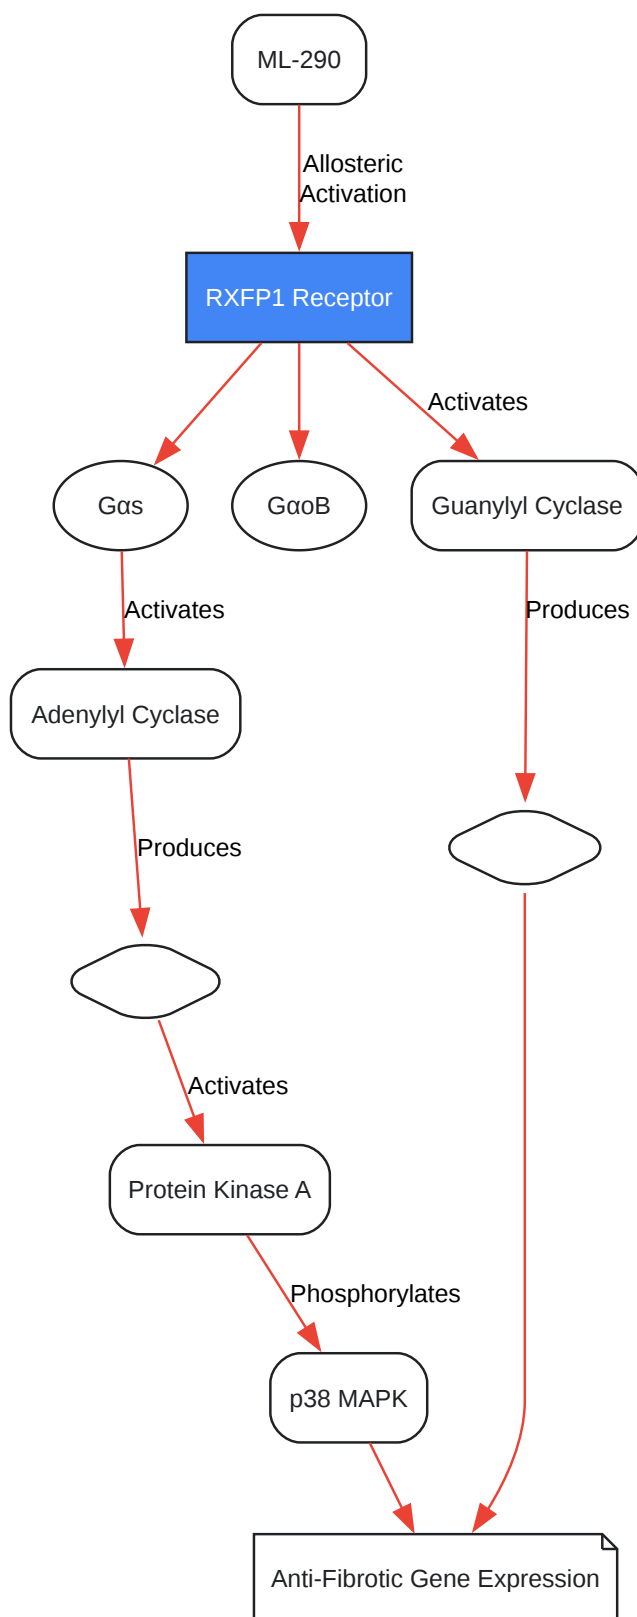 ML-290
Allosteric
Activation
RXFP1 Receptor
Activates
Gαs
GαoB
Guanylyl Cyclase
Activates
Produces
Adenylyl Cyclase
Produces
Activates
Protein Kinase A
Phosphorylates
p38 MAPK
Anti-Fibrotic Gene Expression